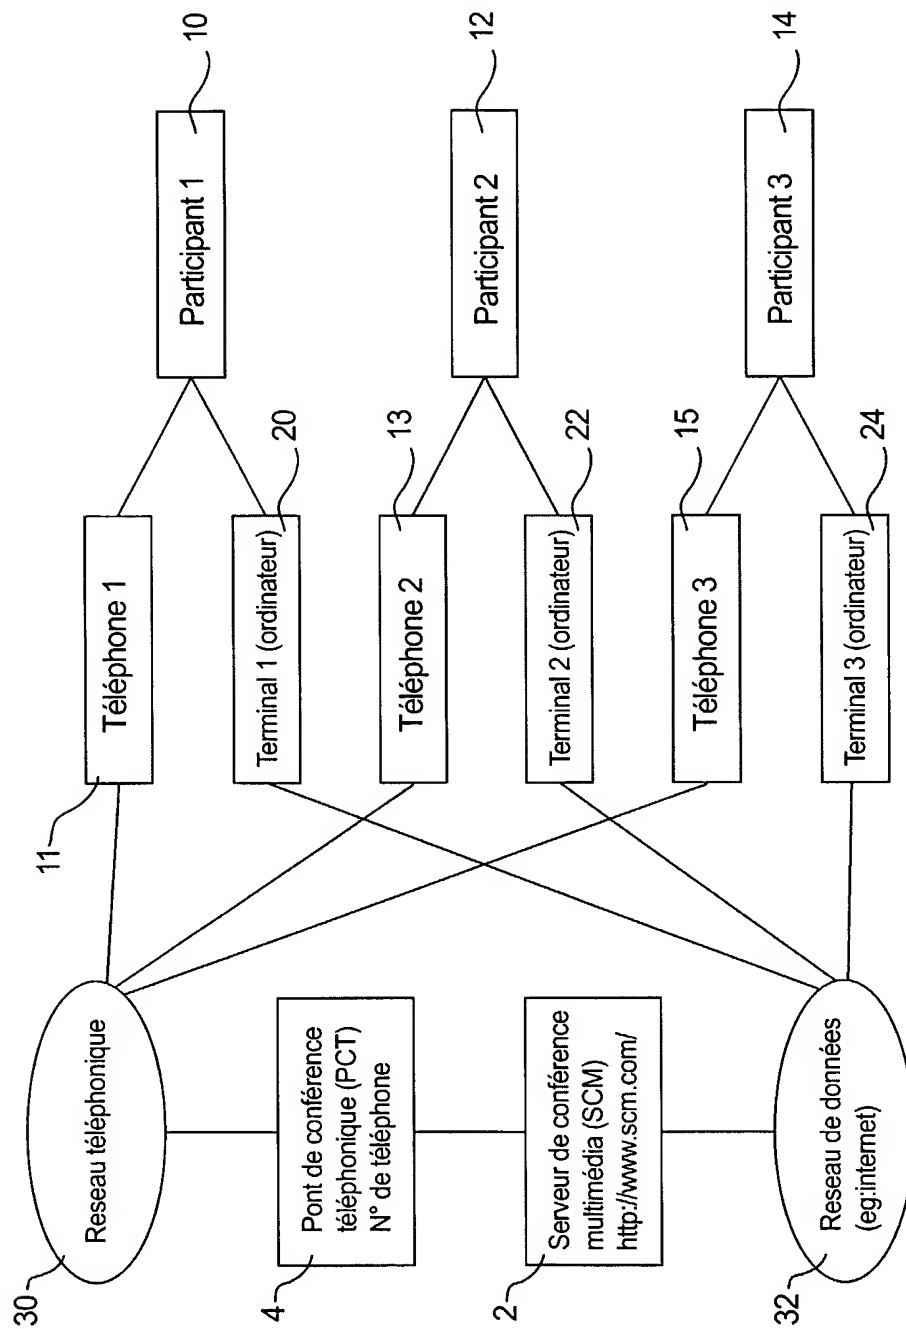 30
Reseau téléphonique
4
Pont de conférence
téléphonique (PCT)
N° de téléphone
2
Serveur de conférence
multimédia (SCM)
http://www.scm.com/
32
Reseau de données
(eg:internet)
11
Téléphone 1
20
Terminal 1 (ordinateur)
13
Téléphone 2
22
Terminal 2 (ordinateur)
15
Téléphone 3
24
Terminal 3 (ordinateur)
10
Participant 1
12
Participant 2
14
Participant 3